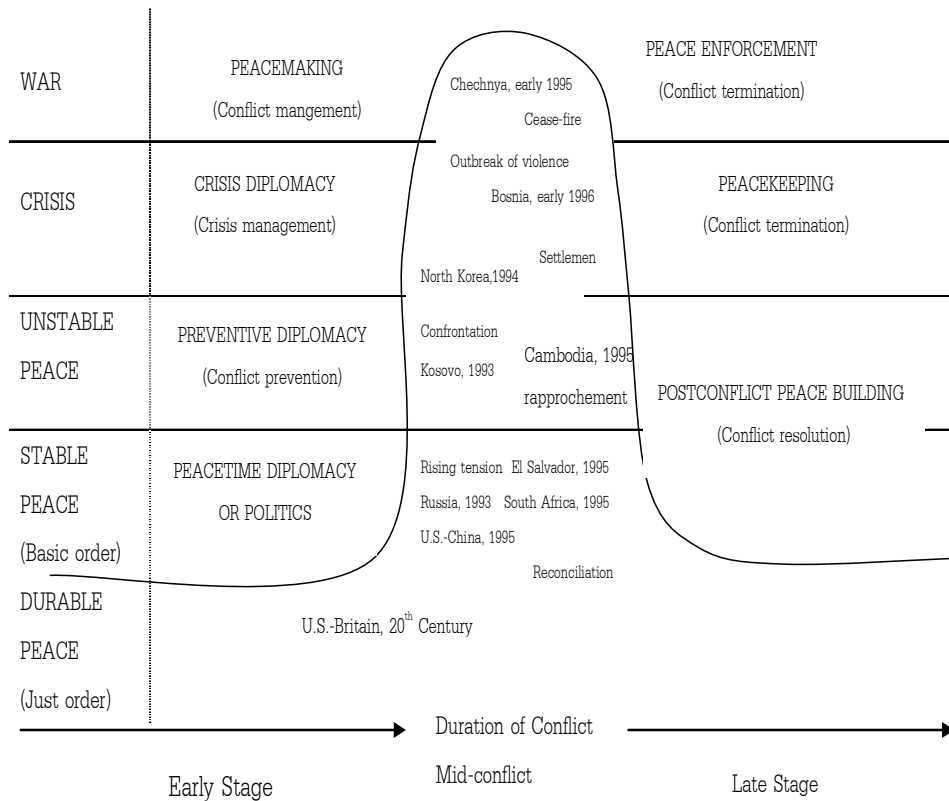 WAR
PEACEMAKING
(Conflict mangement)
Chechnya, early 1995
Cease-fire
PEACE ENFORCEMENT
(Conflict termination)
CRISIS
CRISIS DIPLOMACY
(Crisis management)
Outbreak of violence
Bosnia, early 1996
Settlemen
North Korea,1994
PEACEKEEPING
(Conflict termination)
UNSTABLE
PEACE
PREVENTIVE DIPLOMACY
(Conflict prevention)
Confrontation
Kosovo, 1993
Cambodia, 1995
rapprochement
POSTCONFLICT PEACE BUILDING
(Conflict resolution)
STABLE
PEACE
(Basic order)
PEACETIME DIPLOMACY
OR POLITICS
Rising tension El Salvador, 1995
Russia, 1993 South Africa, 1995
U.S.-China, 1995
Reconciliation
DURABLE
PEACE
(Just order)
U.S.-Britain, 20th Century
Duration of Conflict
Early Stage
Mid-conflict
Late Stage